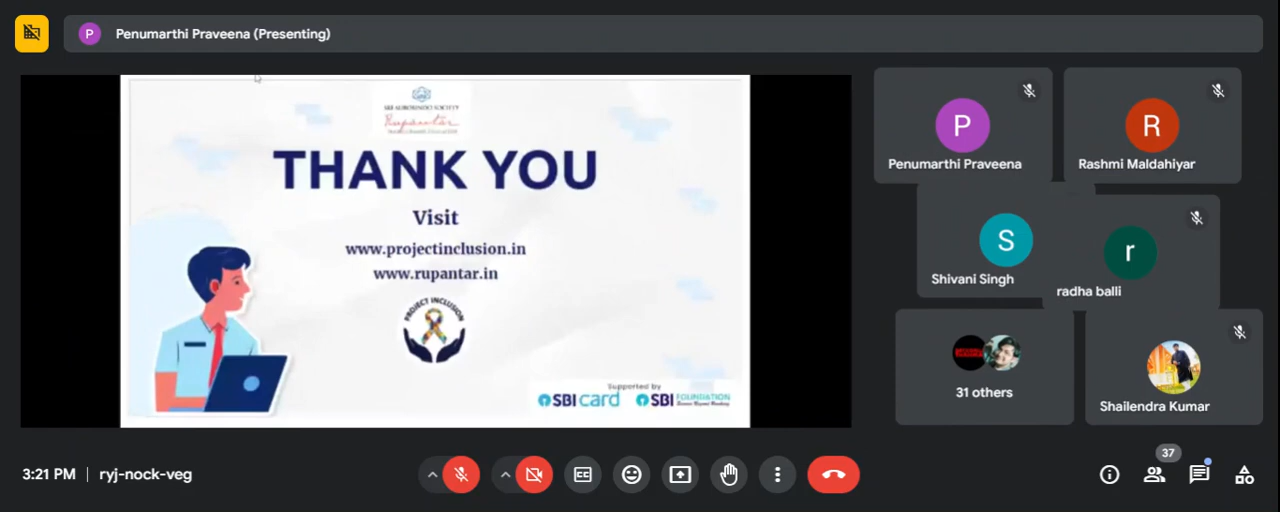 P Penumarthi Praveena (Presenting)
SRI AUROBINDO SOCIETY
Rupantar
THANK YOU
Visit
www.projectinclusion.in
www.rupantar.in
PROJECT INCLUSION
Supported by
SBI card
SBI FOUNDATION
P
Penumarthi Praveena
R
Rashmi Maldahiyar
S
Shivani Singh
r
radha balli
31 others
Shailendra Kumar
3:21 PM | ryj-nock-veg
CC
37